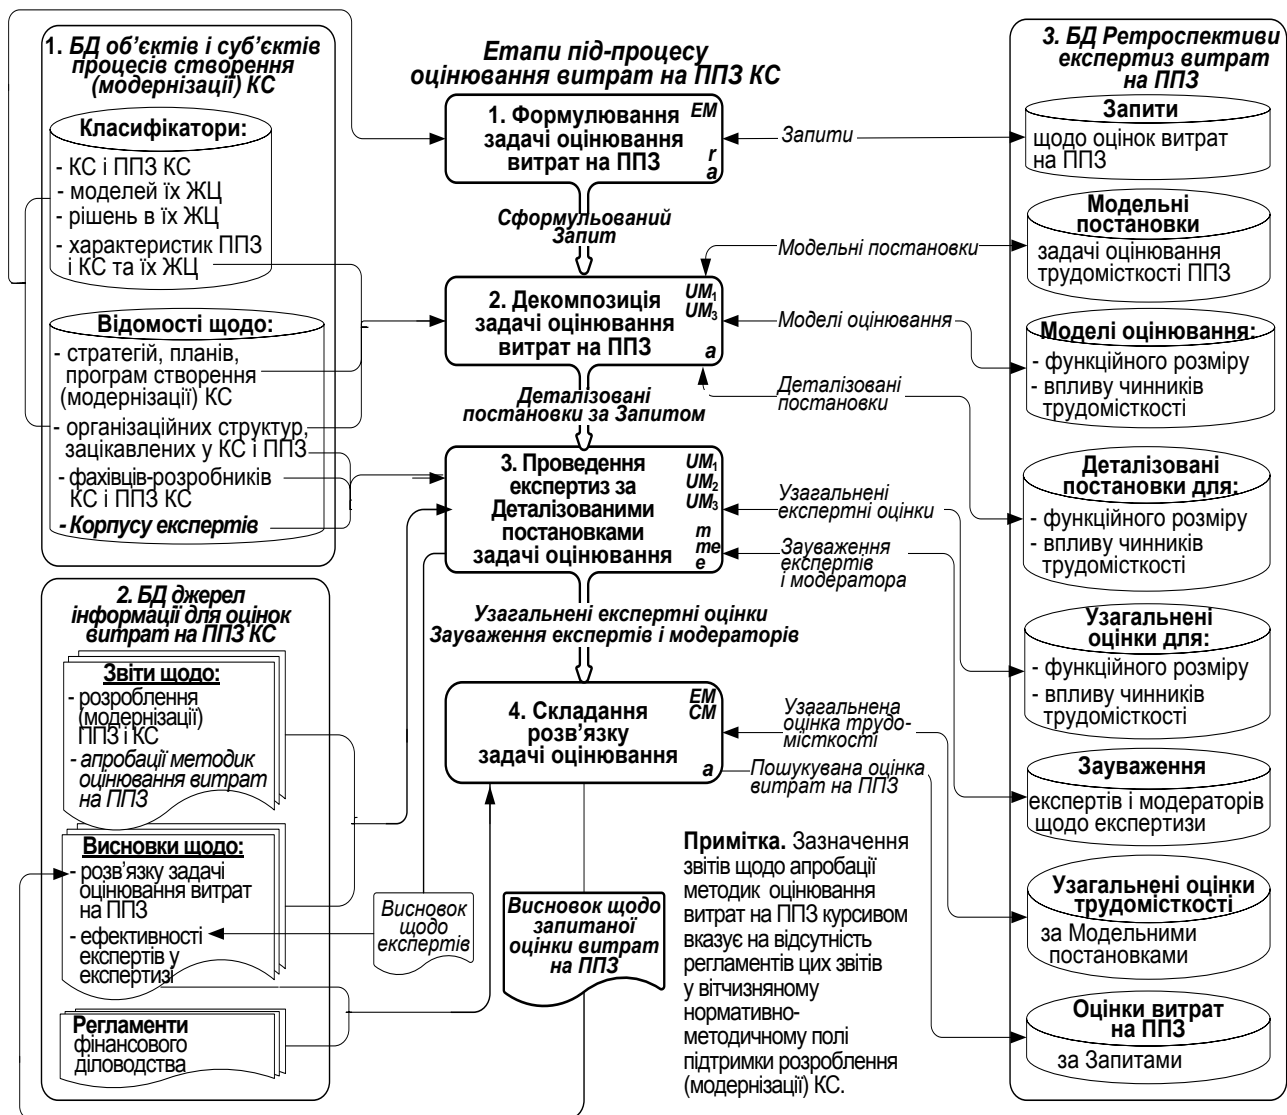 1. БД об’єктів і суб’єктів
процесів створення
(модернізації) КС
Класифікатори:
- КС і ППЗ КС
- моделей їх ЖЦ
- рішень в їх ЖЦ
- характеристик ППЗ
і КС та їх ЖЦ
Відомості щодо:
- стратегій, планів,
програм створення
(модернізації) КС
- організаційних структур,
зацікавлених у КС і ППЗ
- фахівців-розробників
КС і ППЗ КС
- Корпусу експертів
2. БД джерел
інформації для оцінок
витрат на ППЗ КС
Звіти щодо:
- розроблення
(модернізації)
ППЗ і КС
- апробації методик
оцінювання витрат
на ППЗ
Висновки щодо:
- розв’язку задачі
оцінювання витрат
на ППЗ
- ефективності
експертів у
експертизі
Регламенти
фінансового
діловодства
Етапи під-процесу
оцінювання витрат на ППЗ КС
1. Формулювання
задачі оцінювання
витрат на ППЗ
EM
r
a
Сформульований
Запит
2. Декомпозиція
задачі оцінювання
витрат на ППЗ
UM1
UM3
a
Деталізовані
постановки за Запитом
3. Проведення
експертиз за
Деталізованими
постановками
задачі оцінювання
UM1
UM2
UM3
m
me
e
Узагальнені експертні оцінки
Зауваження експертів і модераторів
4. Складання
розв’язку
задачі оцінювання
EM
CM
a
Висновок
щодо
експертів
Висновок щодо
запитаної
оцінки витрат
на ППЗ
Запити
Модельні постановки
Моделі оцінювання
Деталізовані
постановки
Узагальнені
експертні оцінки
Зауваження
експертів
і модератора
Узагальнена
оцінка трудо-
місткості
Пошукувана оцінка
витрат на ППЗ
Примітка. Зазначення
звітів щодо апробації
методик оцінювання
витрат на ППЗ курсивом
вказує на відсутність
регламентів цих звітів
у вітчизняному
нормативно-
методичному полі
підтримки розроблення
(модернізації) КС.
3. БД Ретроспективи
експертиз витрат
на ППЗ
Запити
щодо оцінок витрат
на ППЗ
Модельні
постановки
задачі оцінювання
трудомісткості ППЗ
Моделі оцінювання:
- функційного розміру
- впливу чинників
трудомісткості
Деталізовані
постановки для:
- функційного розміру
- впливу чинників
трудомісткості
Узагальнені
оцінки для:
- функційного розміру
- впливу чинників
трудомісткості
Зауваження
експертів і модераторів
щодо експертизи
Узагальнені оцінки
трудомісткості
за Модельними
постановками
Оцінки витрат
на ППЗ
за Запитами